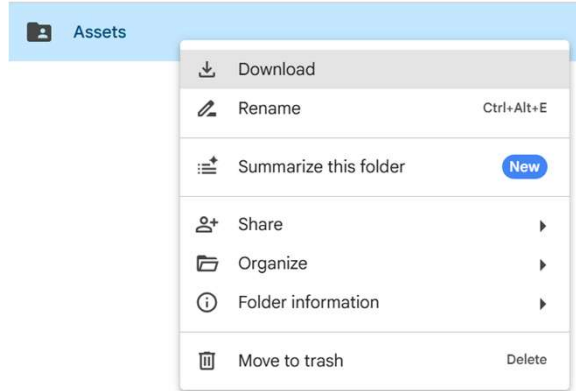 Assets
Download
Rename Ctrl+Alt+E
Summarize this folder New
Share
Organize
Folder information
Move to trash Delete